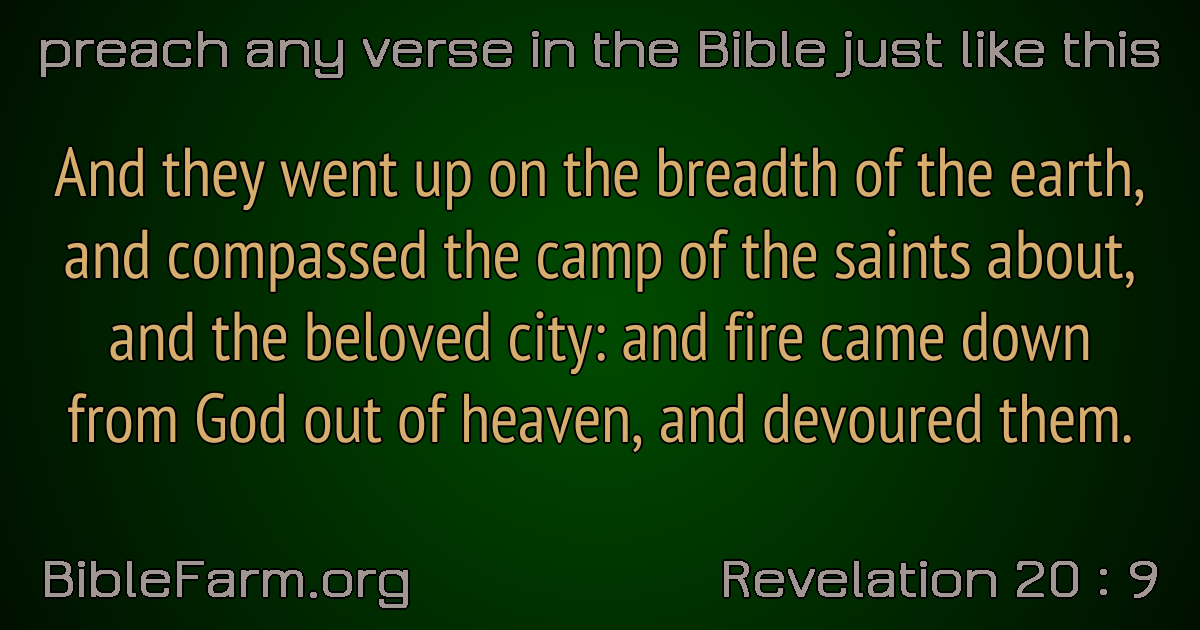 preach any verse in the Bible just like this
And they went up on the breadth of the earth,
and compassed the camp of the saints about,
and the beloved city: and fire came down
from God out of heaven, and devoured them.
BibleFarm.org
Revelation 20 : 9